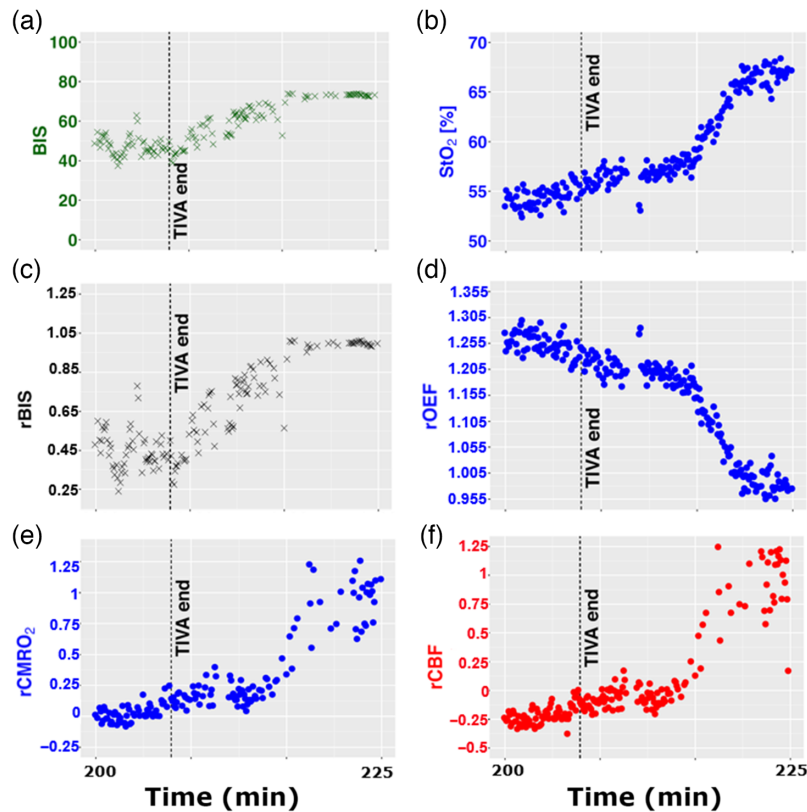 (a)
100
80
60
40
20
0
BIS
TIVA end
(b)
70
65
60
55
50
StO₂ [%]
TIVA end
(c)
1.25
1.05
0.85
0.65
0.45
0.25
rBIS
TIVA end
(d)
1.355
1.305
1.255
1.205
1.155
1.105
1.055
1.005
0.955
rOEF
TIVA end
(e)
1.25
1
0.75
0.5
0.25
0
−0.25
rCMRO₂
TIVA end
200
225
Time (min)
(f)
1.25
1
0.75
0.5
0.25
0
−0.25
−0.5
rCBF
TIVA end
200
225
Time (min)